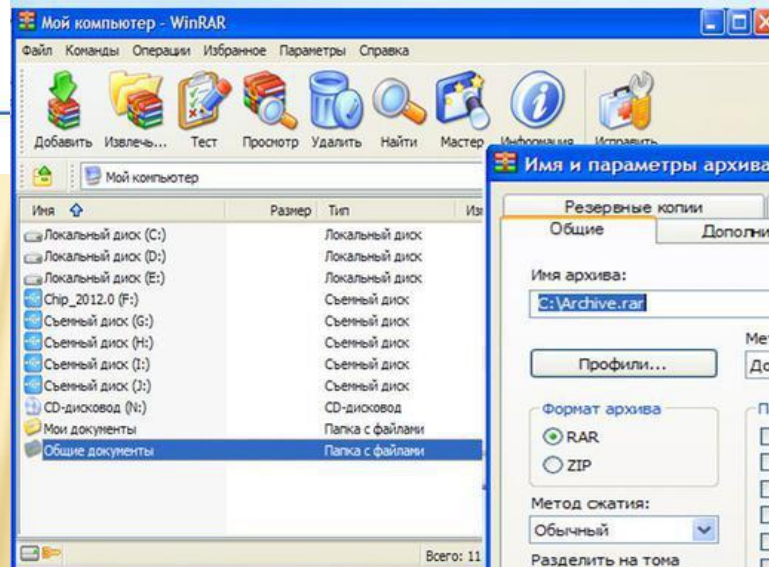 Мой компьютер - WinRAR
Файл Команды Операции Избранное Параметры Справка
Добавить Извлечь... Тест Просмотр Удалить Найти Мастер Информация Исправить
Мой компьютер
Имя Размер Тип
Локальный диск (C:) Локальный диск
Локальный диск (D:) Локальный диск
Локальный диск (E:) Локальный диск
Chip_2012.0 (F:) Съемный диск
Съемный диск (G:) Съемный диск
Съемный диск (H:) Съемный диск
Съемный диск (I:) Съемный диск
Съемный диск (J:) Съемный диск
CD-дисковод (N:) CD-дисковод
Мои документы Папка с файлами
Общие документы Папка с файлами
Всего: 11
Имя и параметры архива
Резервные копии
Общие
Имя архива:
C:\Archive.rar
Профили...
Формат архива
RAR
ZIP
Метод сжатия:
Обычный
Разделить на тома